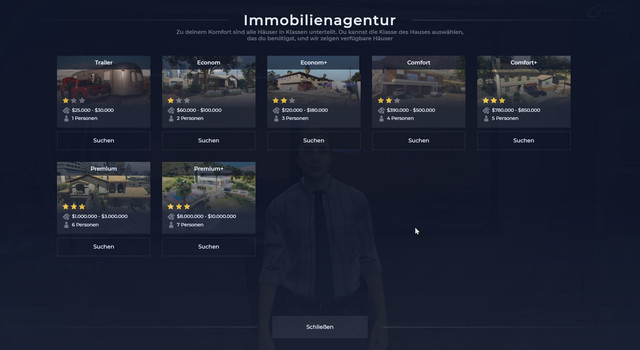 Immobilienagentur
Zu deinem Komfort sind alle Häuser in Klassen unterteilt. Du kannst die Klasse des Hauses auswählen,
das du benötigst, und wir zeigen verfügbare Häuser
Trailer
$25.000 - $30.000
1 Personen
Suchen
Econom
$60.000 - $100.000
2 Personen
Suchen
Econom+
$120.000 - $180.000
3 Personen
Suchen
Comfort
$390.000 - $500.000
4 Personen
Suchen
Comfort+
$780.000 - $850.000
5 Personen
Suchen
Premium
$1.000.000 - $3.000.000
6 Personen
Suchen
Premium+
$8.000.000 - $10.000.000
7 Personen
Suchen
Schließen